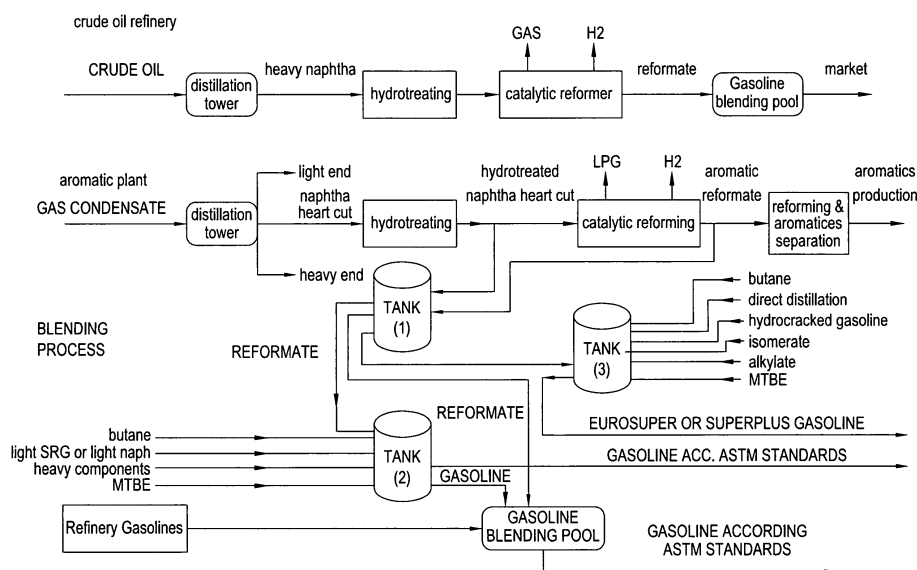 crude oil refinery
GAS
H2
CRUDE OIL
distillation
tower
heavy naphtha
hydrotreating
catalytic reformer
reformate
Gasoline
blending pool
market
aromatic plant
GAS CONDENSATE
distillation
tower
light end
naphtha
heart cut
heavy end
hydrotreating
hydrotreated
naphtha heart cut
LPG
H2
catalytic reforming
aromatic
reformate
reforming &
aromatices
separation
aromatics
production
BLENDING
PROCESS
TANK
(1)
REFORMATE
butane
direct distillation
hydrocracked gasoline
isomerate
alkylate
MTBE
TANK
(3)
REFORMATE
EUROSUPER OR SUPERPLUS GASOLINE
butane
light SRG or light naph
heavy components
MTBE
TANK
(2)
GASOLINE ACC. ASTM STANDARDS
GASOLINE
Refinery Gasolines
GASOLINE
BLENDING POOL
GASOLINE ACCORDING
ASTM STANDARDS